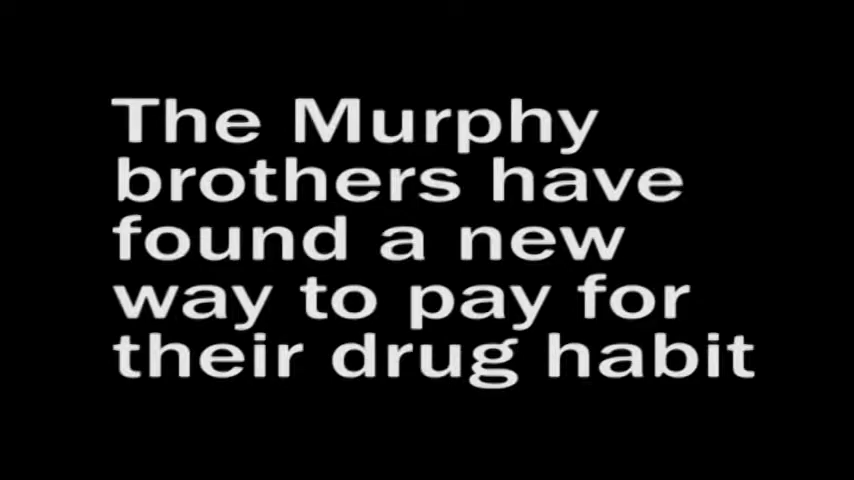 The Murphy
brothers have
found a new
way to pay for
their drug habit